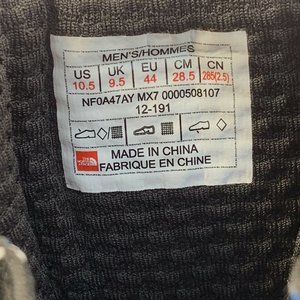 MEN'S/HOMMES
US UK EU CM CN
10.5 9.5 44 28.5 285(2.5)
NF0A47AY MX7 0000508107
12-191
THE NORTH FACE
MADE IN CHINA
FABRIQUE EN CHINE